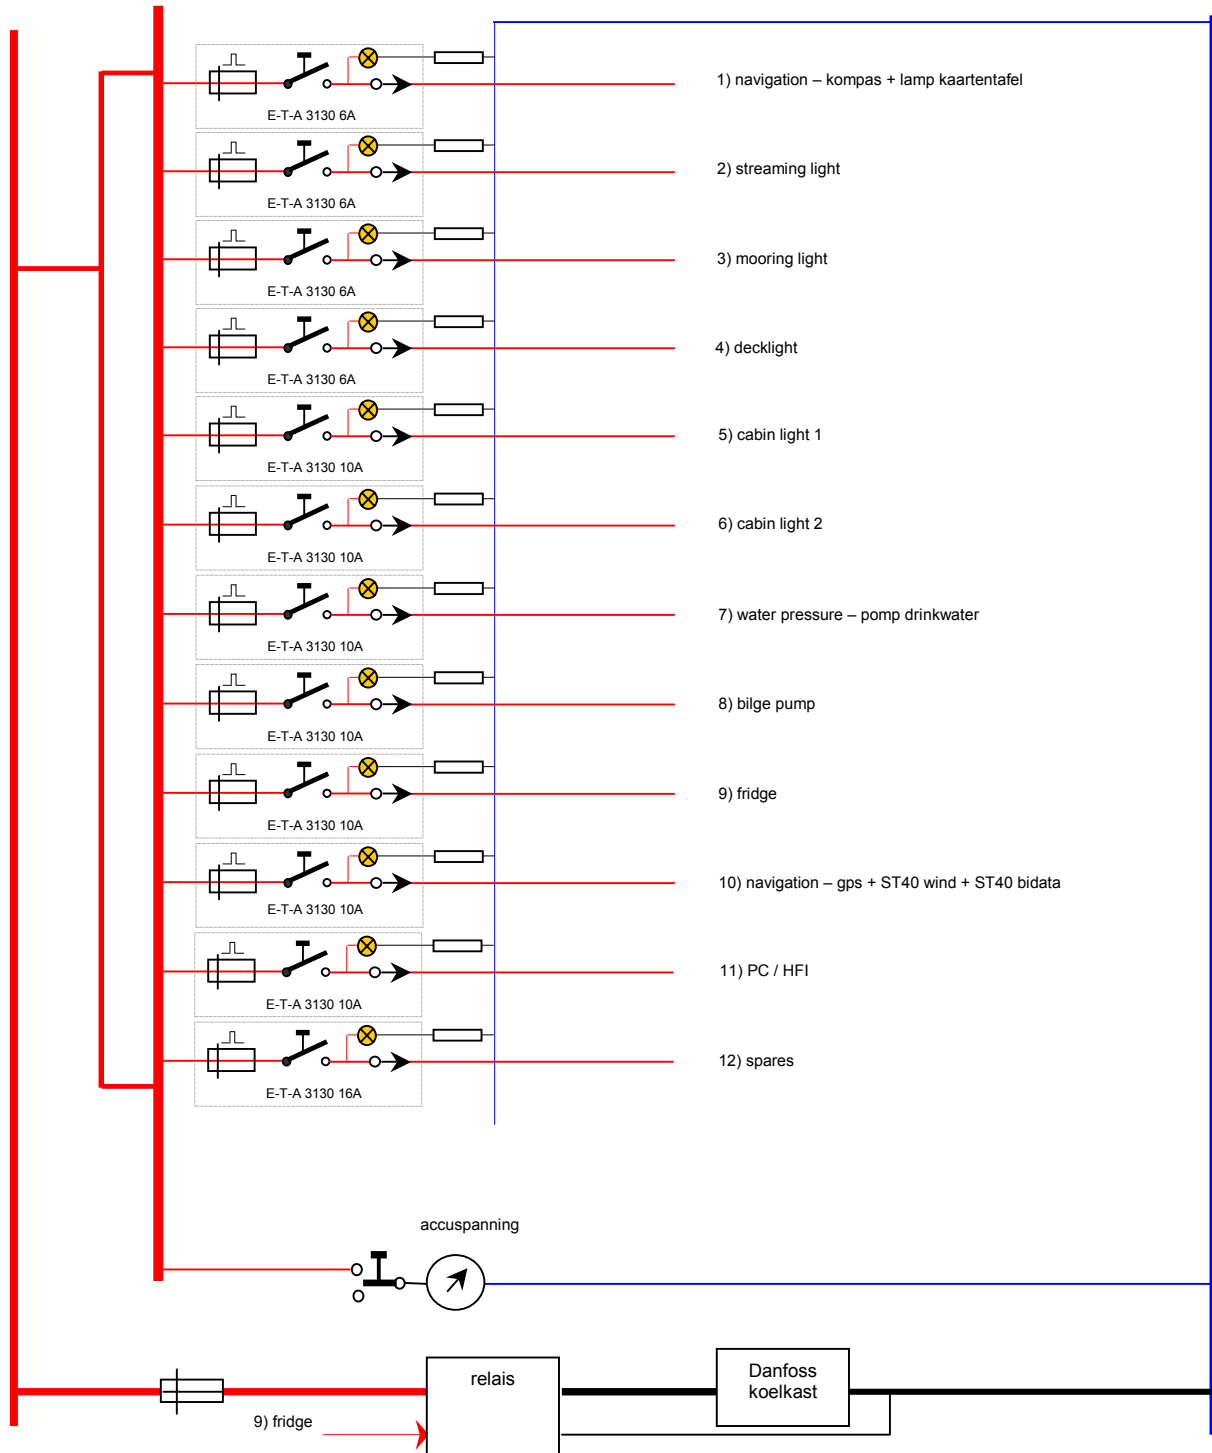 1) navigation – kompas + lamp kaartentafel
E-T-A 3130 6A
2) streaming light
E-T-A 3130 6A
3) mooring light
E-T-A 3130 6A
4) decklight
E-T-A 3130 6A
5) cabin light 1
E-T-A 3130 10A
6) cabin light 2
E-T-A 3130 10A
7) water pressure – pomp drinkwater
E-T-A 3130 10A
8) bilge pump
E-T-A 3130 10A
9) fridge
E-T-A 3130 10A
10) navigation – gps + ST40 wind + ST40 bidata
E-T-A 3130 10A
11) PC / HFI
E-T-A 3130 10A
12) spares
E-T-A 3130 16A
accuspanning
relais
Danfoss
koelkast
9) fridge